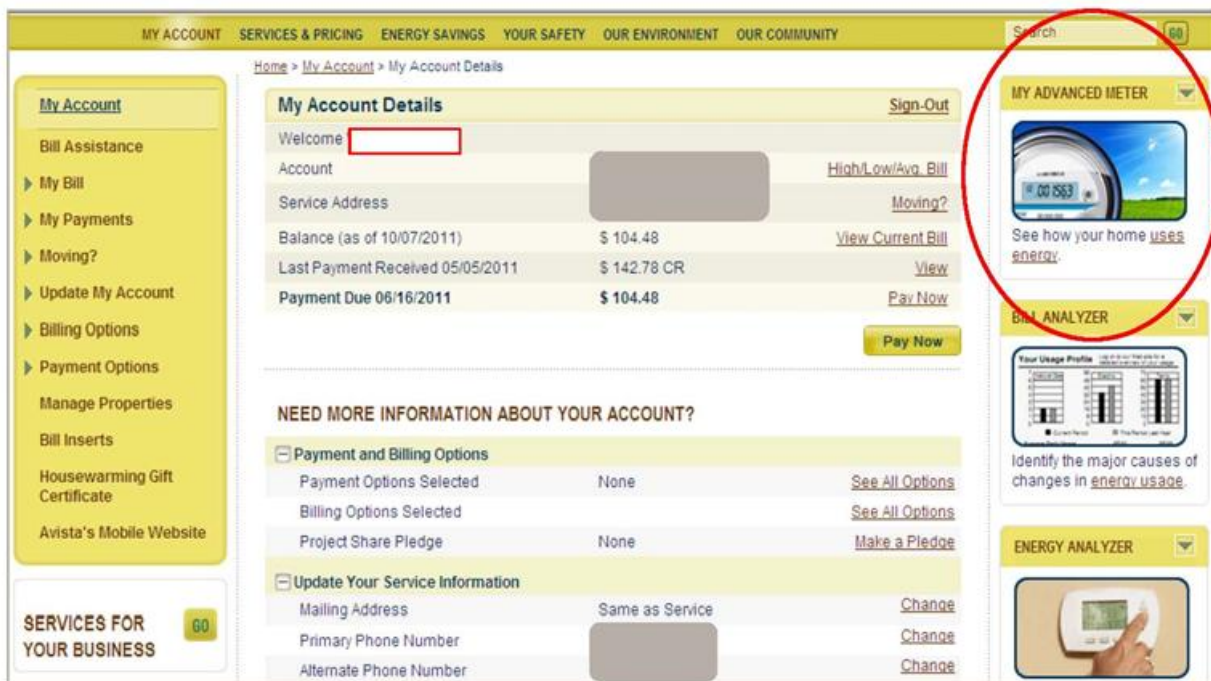 MY ACCOUNT SERVICES & PRICING ENERGY SAVINGS YOUR SAFETY OUR ENVIRONMENT OUR COMMUNITY Search GO
Home > My Account > My Account Details
My Account
Bill Assistance
My Bill
My Payments
Moving?
Update My Account
Billing Options
Payment Options
Manage Properties
Bill Inserts
Housewarming Gift
Certificate
Avista's Mobile Website
SERVICES FOR
YOUR BUSINESS
GO
My Account Details Sign-Out
Welcome
Account High/Low/Avg. Bill
Service Address Moving?
Balance (as of 10/07/2011) $ 104.48 View Current Bill
Last Payment Received 05/05/2011 $ 142.78 CR View
Payment Due 06/16/2011 $ 104.48 Pay Now
Pay Now
NEED MORE INFORMATION ABOUT YOUR ACCOUNT?
Payment and Billing Options
Payment Options Selected None See All Options
Billing Options Selected See All Options
Project Share Pledge None Make a Pledge
Update Your Service Information
Mailing Address Same as Service Change
Primary Phone Number Change
Alternate Phone Number Change
MY ADVANCED METER
001563
See how your home uses
energy.
BILL ANALYZER
Your Usage Profile
Identify the major causes of
changes in energy usage.
ENERGY ANALYZER